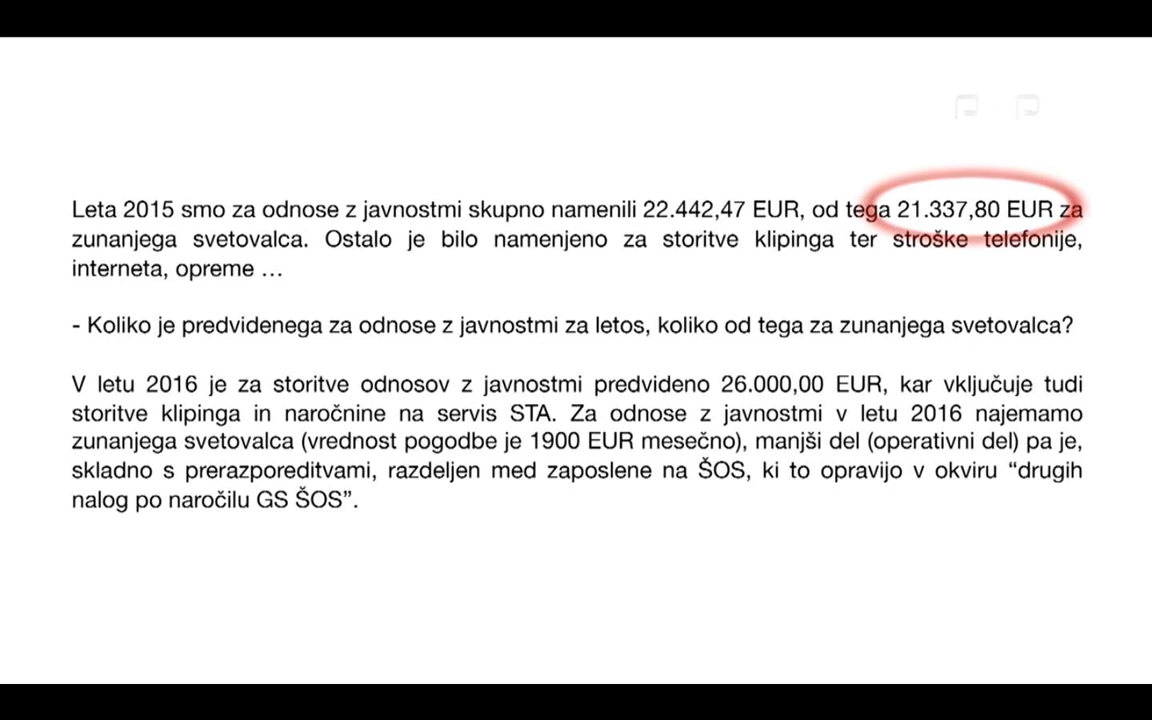 Leta 2015 smo za odnose z javnostmi skupno namenili 22.442,47 EUR, od tega 21.337,80 EUR za
zunanjega svetovalca. Ostalo je bilo namenjeno za storitve klipinga ter stroške telefonije,
interneta, opreme …
- Koliko je predvidenega za odnose z javnostmi za letos, koliko od tega za zunanjega svetovalca?
V letu 2016 je za storitve odnosov z javnostmi predvideno 26.000,00 EUR, kar vključuje tudi
storitve klipinga in naročnine na servis STA. Za odnose z javnostmi v letu 2016 najemamo
zunanjega svetovalca (vrednost pogodbe je 1900 EUR mesečno), manjši del (operativni del) pa je,
skladno s prerazporeditvami, razdeljen med zaposlene na ŠOS, ki to opravijo v okviru “drugih
nalog po naročilu GS ŠOS”.